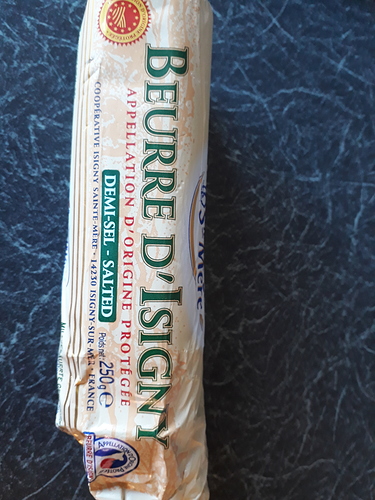 BEURRE D'ISIGNY
APPELLATION D'ORIGINE PROTÉGÉE
DEMI-SEL - SALTED
Poids net 250g e
COOPÉRATIVE ISIGNY SAINTE-MÈRE - 14230 ISIGNY-SUR-MER - FRANCE